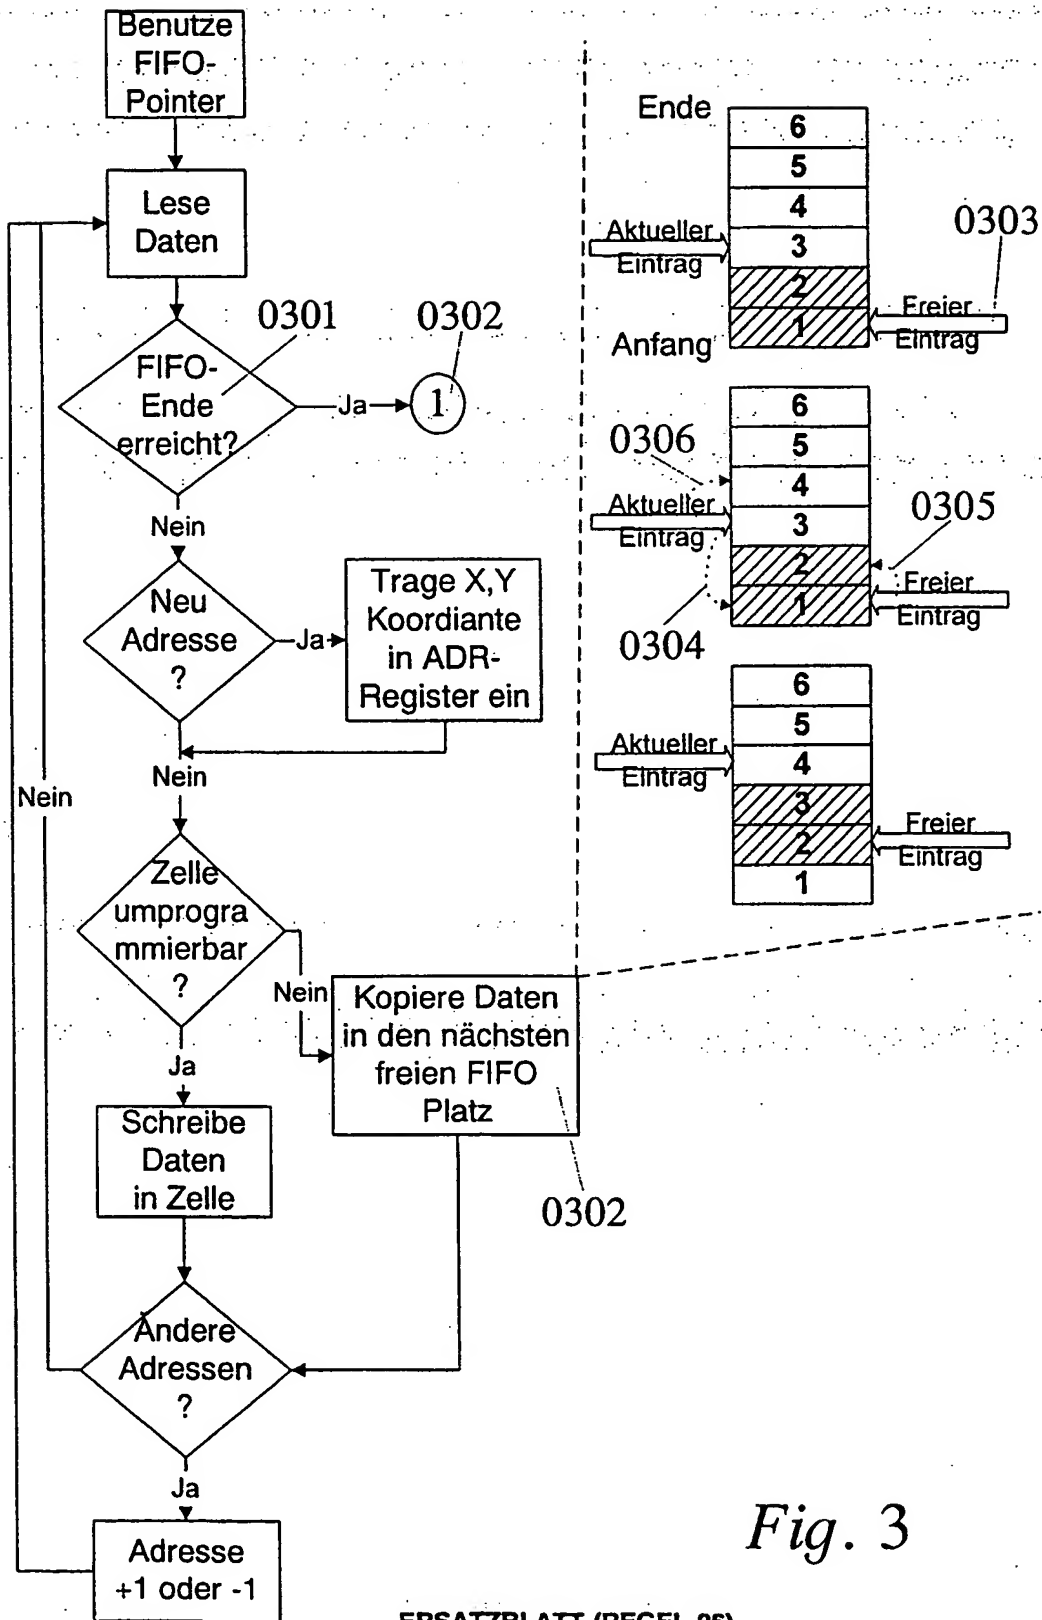 Benutze
FIFO-
Pointer
Lese
Daten
0301
0302
FIFO-
Ende
erreicht?
Ja
1
Nein
Neu
Adresse
?
Ja
Trage X,Y
Koordiante
in ADR-
Register ein
Nein
Nein
Zelle
umprogra
mmierbar
?
Nein
Kopiere Daten
in den nächsten
freien FIFO
Platz
Ja
Schreibe
Daten
in Zelle
0302
Andere
Adressen
?
Ja
Adresse
+1 oder -1
Ende
6
5
4
3
2
1
Aktueller
Eintrag
0303
Freier
Eintrag
Anfang
6
5
4
3
2
1
0306
Aktueller
Eintrag
0305
Freier
Eintrag
0304
6
5
4
3
2
1
Aktueller
Eintrag
Freier
Eintrag
Fig. 3
ERSATZBLATT (REGEL 26)